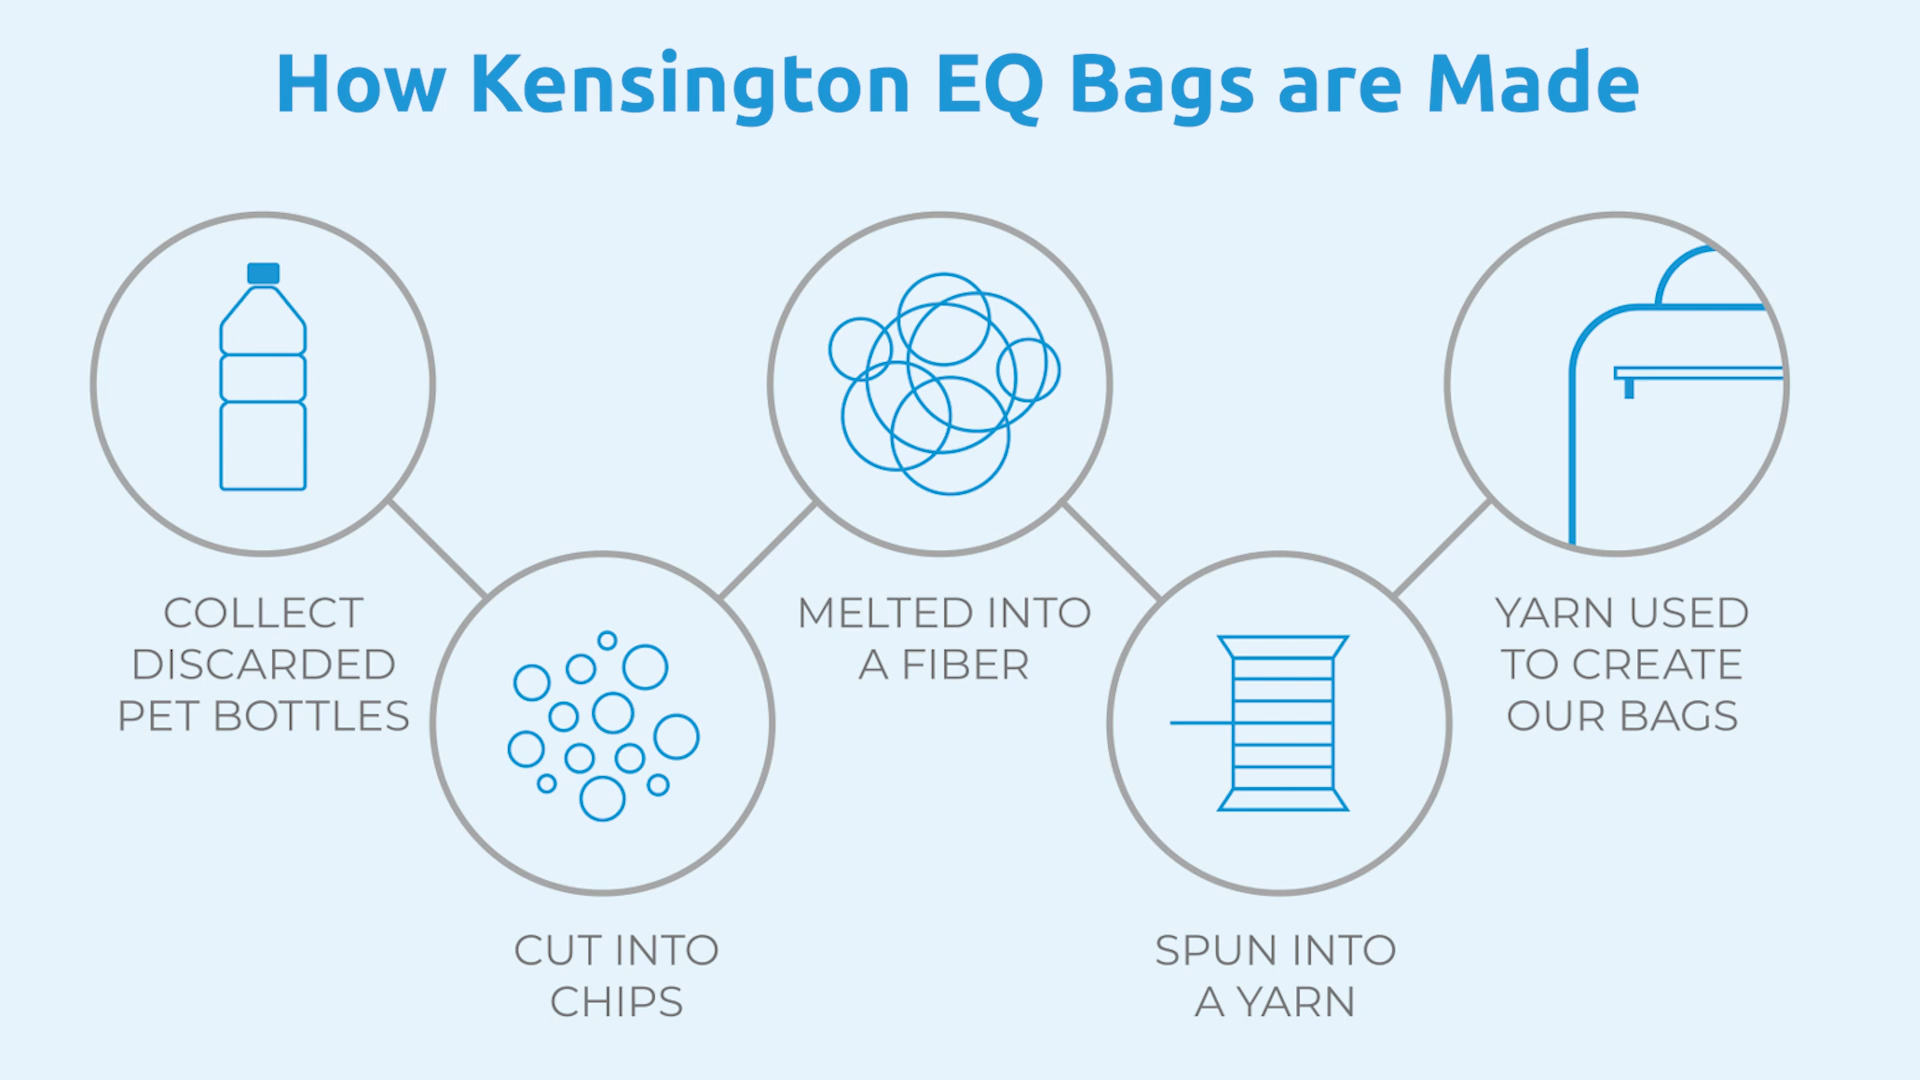 How Kensington EQ Bags are Made
COLLECT
DISCARDED
PET BOTTLES
CUT INTO
CHIPS
MELTED INTO
A FIBER
SPUN INTO
A YARN
YARN USED
TO CREATE
OUR BAGS